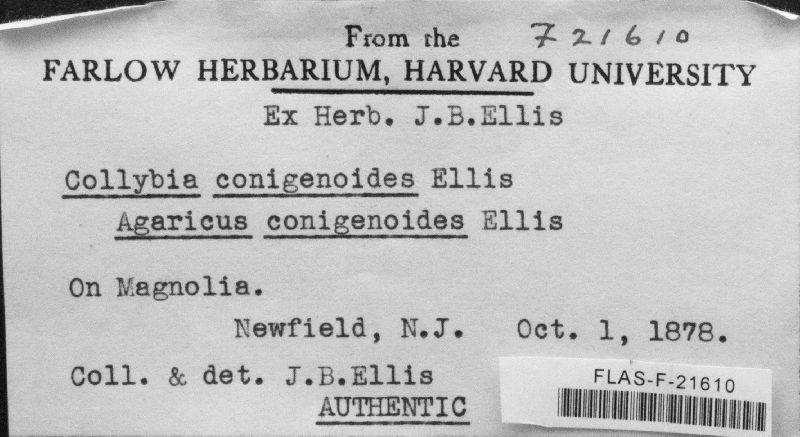 From the F21610
FARLOW HERBARIUM, HARVARD UNIVERSITY
Ex Herb. J.B.Ellis
Collybia conigenoides Ellis
Agaricus conigenoides Ellis
On Magnolia.
Newfield, N.J. Oct. 1, 1878.
Coll. & det. J.B.Ellis
AUTHENTIC
FLAS-F-21610